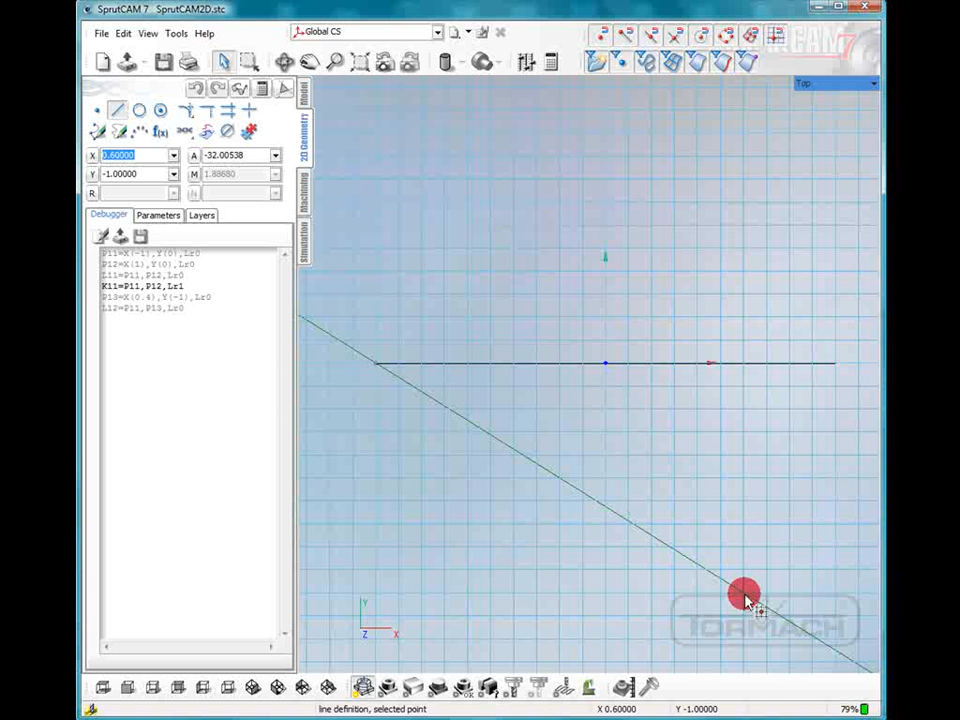 SprutCAM 7 - [SprutCAM2D.stc
File Edit View Tools Help
Global CS
Top
Model
2D Geometry
Machining
Simulation
X 0.60000 A -32.00538
Y -1.00000 M 1.88680
R N
Debugger Parameters Layers
P11=X(-1),Y(0),Lr0
P12=X(1),Y(0),Lr0
L11=P11,P12,Lr0
K11=P11,P12,Lr1
P13=X(0.4),Y(-1),Lr0
L12=P11,P13,Lr0
Y
Z X
TORMACH
line definition, selected point X 0.60000 Y -1.00000 79%